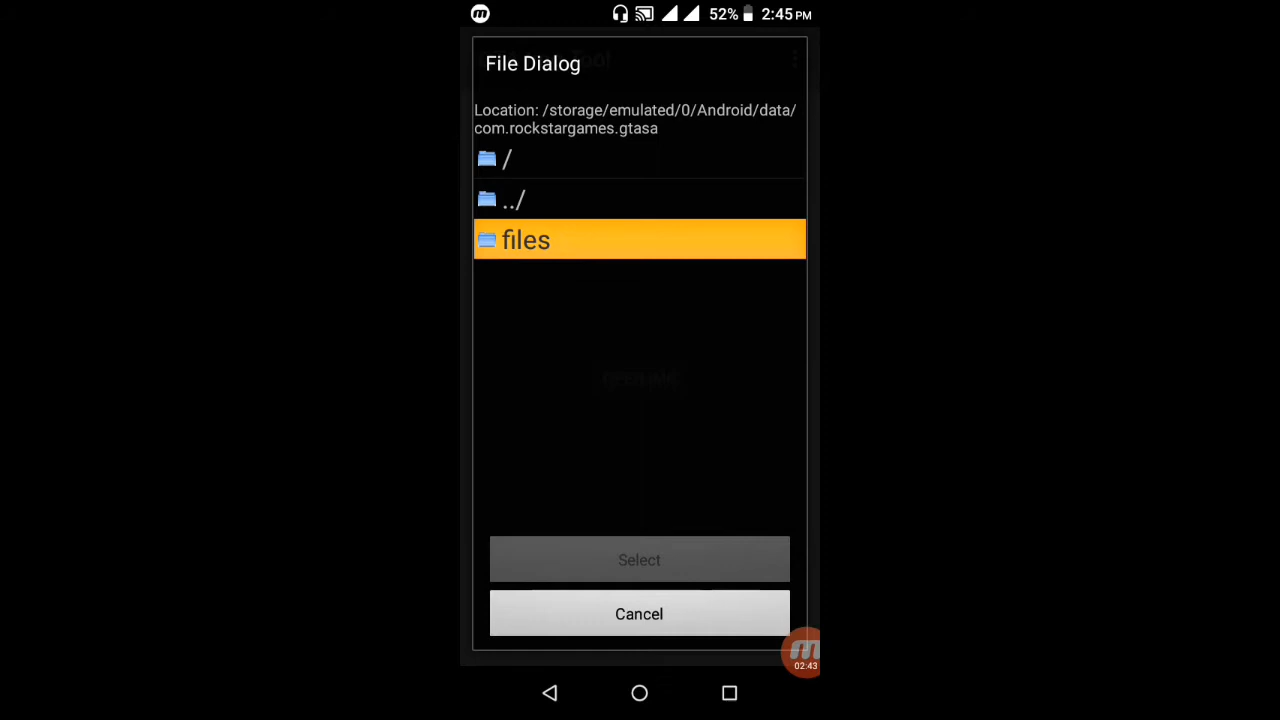 52% 2:45 PM
File Dialog
Location: /storage/emulated/0/Android/data/
com.rockstargames.gtasa
/
../
files
Select
Cancel
02:43